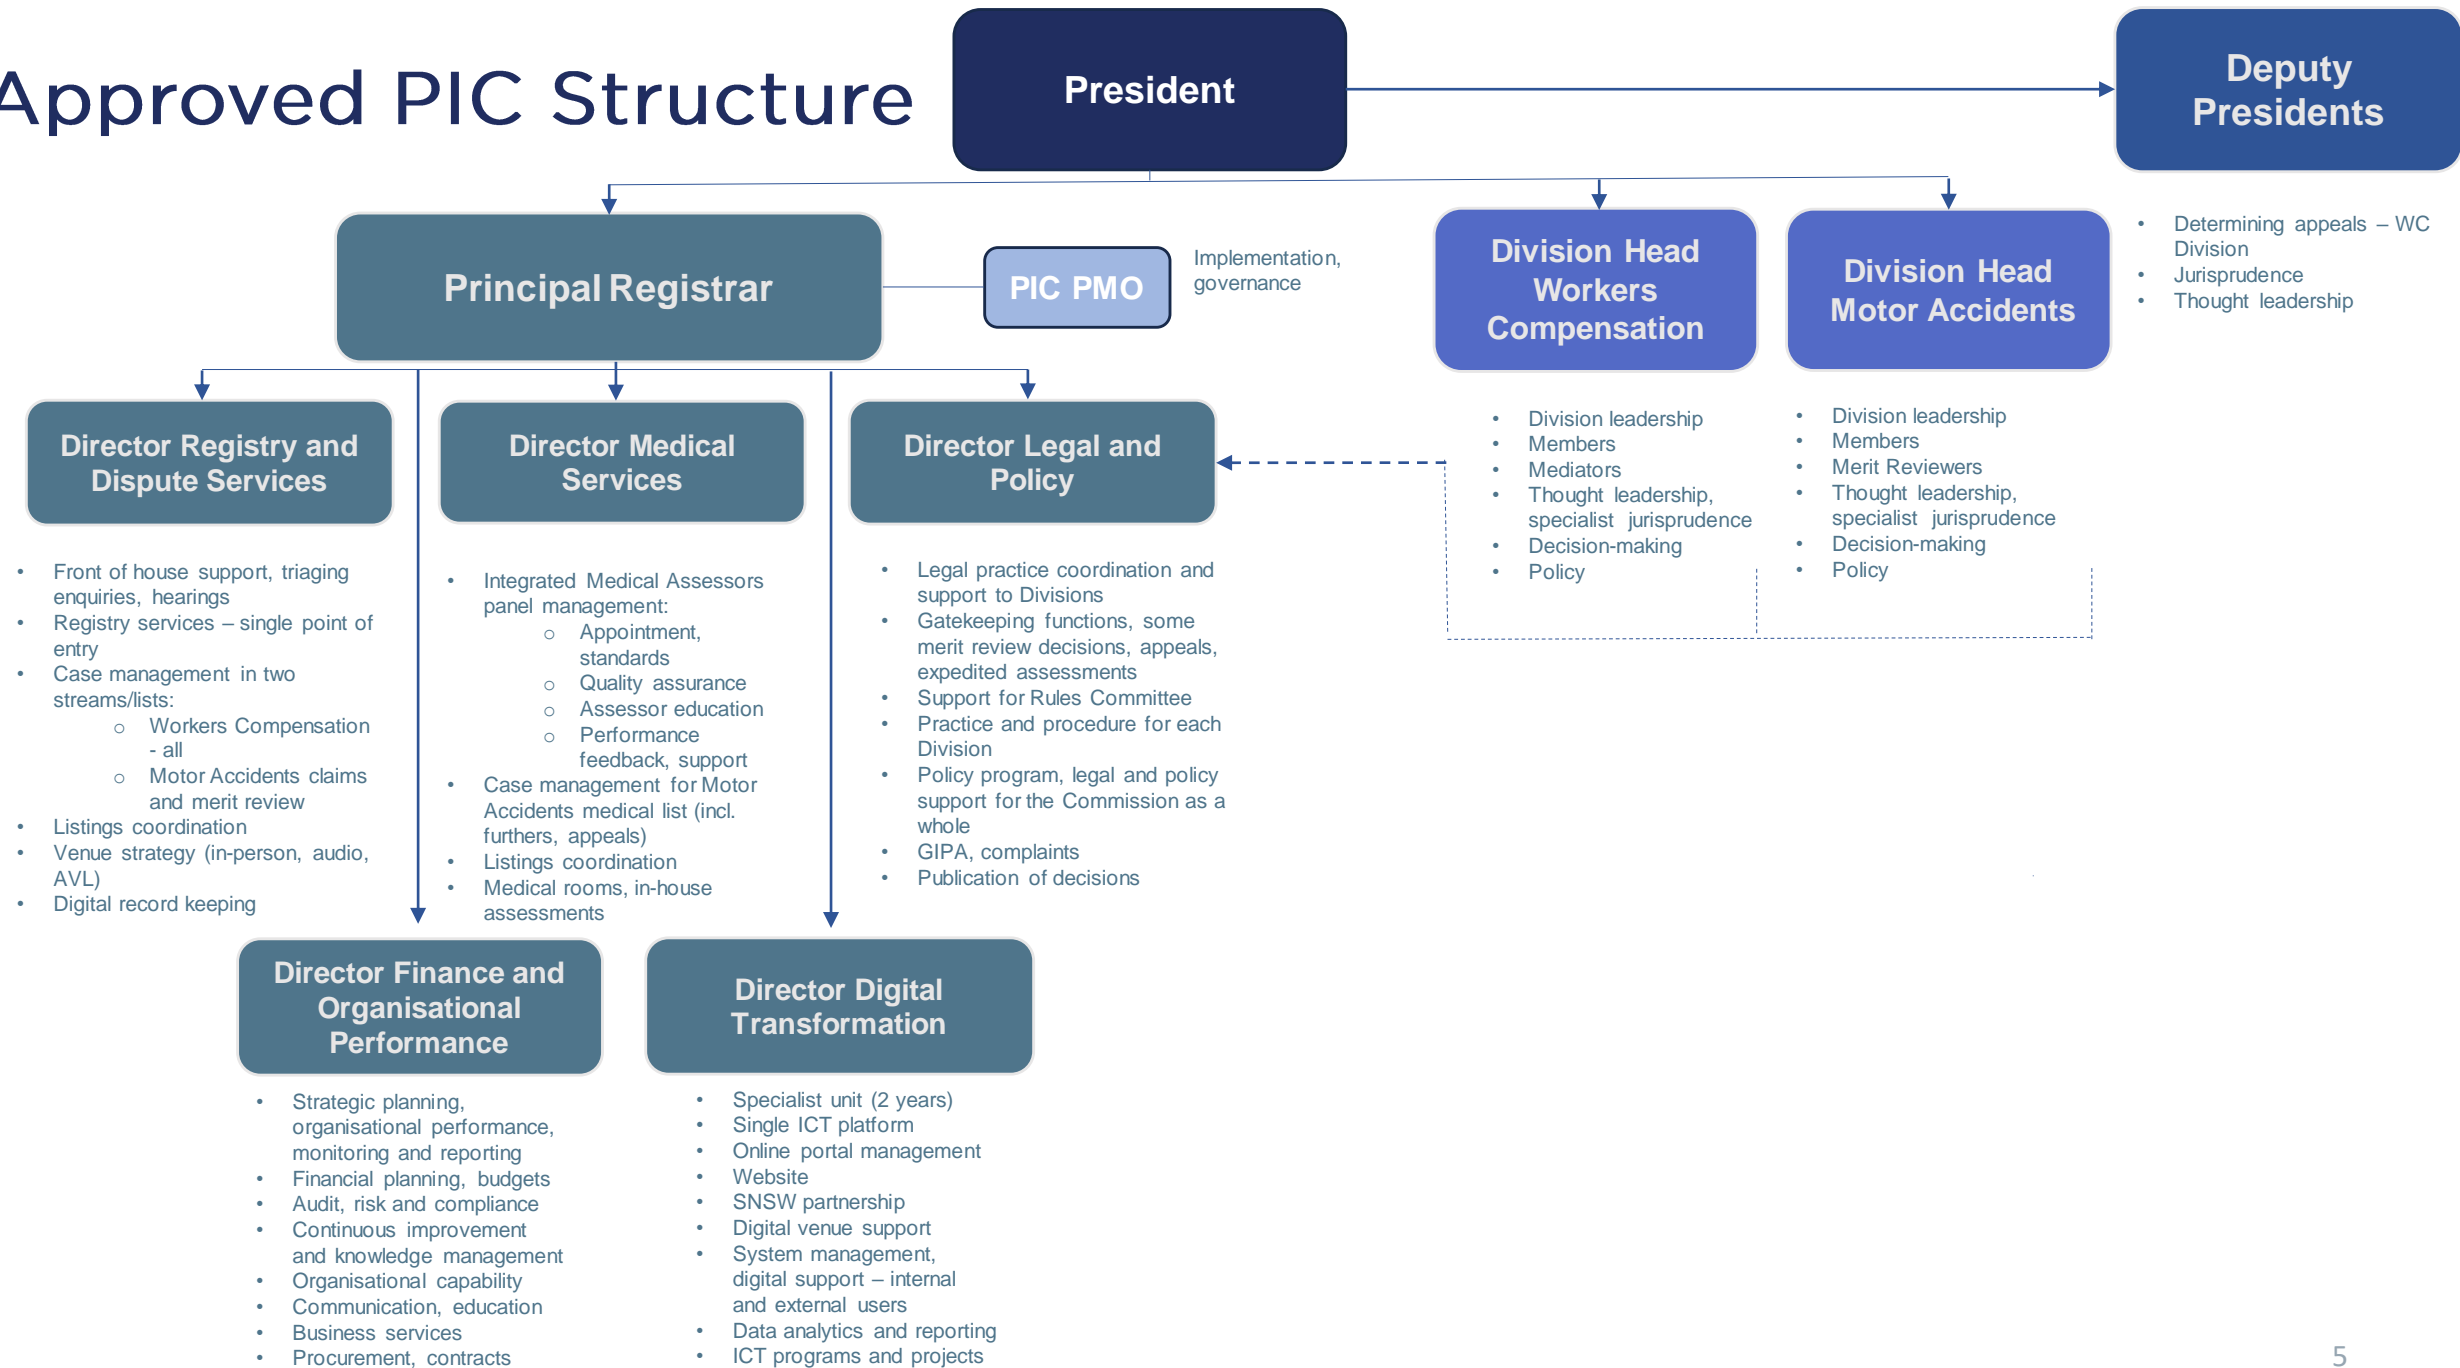 Approved PIC Structure
President
Deputy
Presidents
Principal Registrar
PIC PMO
Implementation,
governance
Division Head
Workers
Compensation
Division Head
Motor Accidents
• Determining appeals – WC
Division
• Jurisprudence
• Thought leadership
Director Registry and
Dispute Services
Director Medical
Services
Director Legal and
Policy
• Division leadership
• Members
• Mediators
• Thought leadership,
specialist jurisprudence
• Decision-making
• Policy
• Division leadership
• Members
• Merit Reviewers
• Thought leadership,
specialist jurisprudence
• Decision-making
• Policy
• Front of house support, triaging
enquiries, hearings
• Registry services – single point of
entry
• Case management in two
streams/lists:
o Workers Compensation
- all
o Motor Accidents claims
and merit review
• Listings coordination
• Venue strategy (in-person, audio,
AVL)
• Digital record keeping
• Integrated Medical Assessors
panel management:
o Appointment,
standards
o Quality assurance
o Assessor education
o Performance
feedback, support
• Case management for Motor
Accidents medical list (incl.
furthers, appeals)
• Listings coordination
• Medical rooms, in-house
assessments
• Legal practice coordination and
support to Divisions
• Gatekeeping functions, some
merit review decisions, appeals,
expedited assessments
• Support for Rules Committee
• Practice and procedure for each
Division
• Policy program, legal and policy
support for the Commission as a
whole
• GIPA, complaints
• Publication of decisions
Director Finance and
Organisational
Performance
Director Digital
Transformation
• Strategic planning,
organisational performance,
monitoring and reporting
• Financial planning, budgets
• Audit, risk and compliance
• Continuous improvement
and knowledge management
• Organisational capability
• Communication, education
• Business services
• Procurement, contracts
• Specialist unit (2 years)
• Single ICT platform
• Online portal management
• Website
• SNSW partnership
• Digital venue support
• System management,
digital support – internal
and external users
• Data analytics and reporting
• ICT programs and projects
5